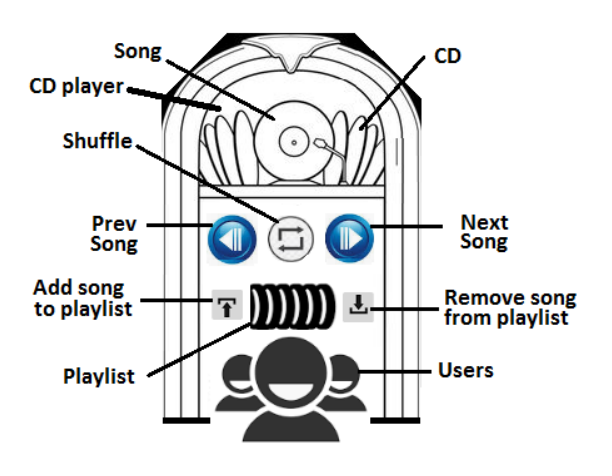 Song
CD
CD player
Shuffle
Prev
Song
Next
Song
Add song
to playlist
Remove song
from playlist
Playlist
Users